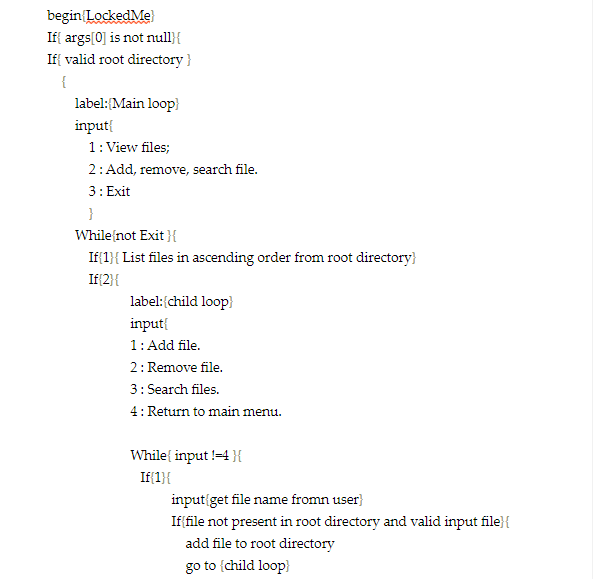 begin{LockedMe}
If{ args[0] is not null}{
If{ valid root directory }
{
label:{Main loop}
input{
1 : View files;
2 : Add, remove, search file.
3 : Exit
}
While{not Exit }{
If{1}{ List files in ascending order from root directory}
If{2}{
label:{child loop}
input{
1 : Add file.
2 : Remove file.
3 : Search files.
4 : Return to main menu.
While{ input !=4 }{
If{1}{
input{get file name fromn user}
If{file not present in root directory and valid input file}{
add file to root directory
go to {child loop}